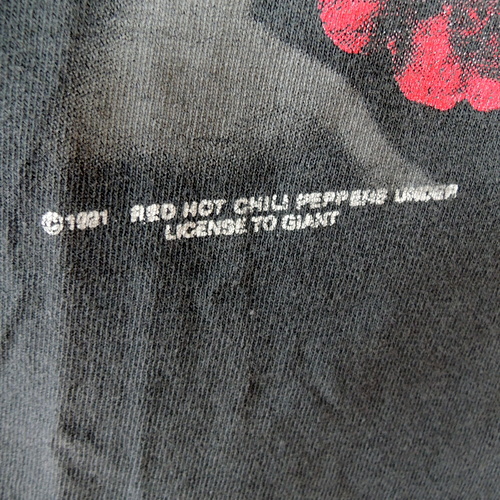 ©1991 RED HOT CHILI PEPPERS UNDER
LICENSE TO GIANT